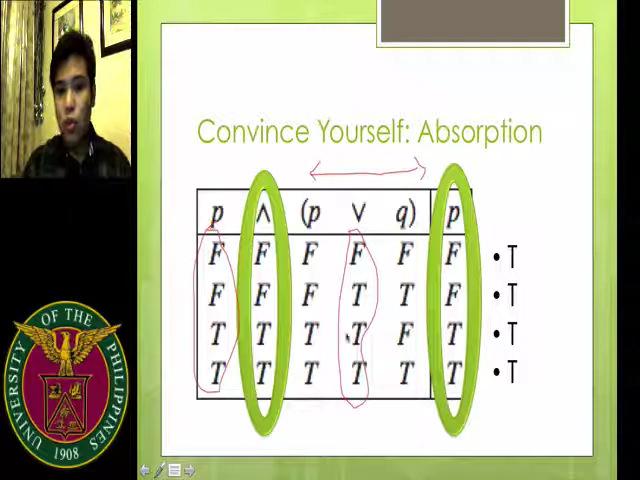 Convince Yourself: Absorption
p ∧ (p ∨ q) p
F F F F F F • T
F F F T T F • T
T T T T F T • T
T T T T T T • T
UNIVERSITY OF THE PHILIPPINES
1908